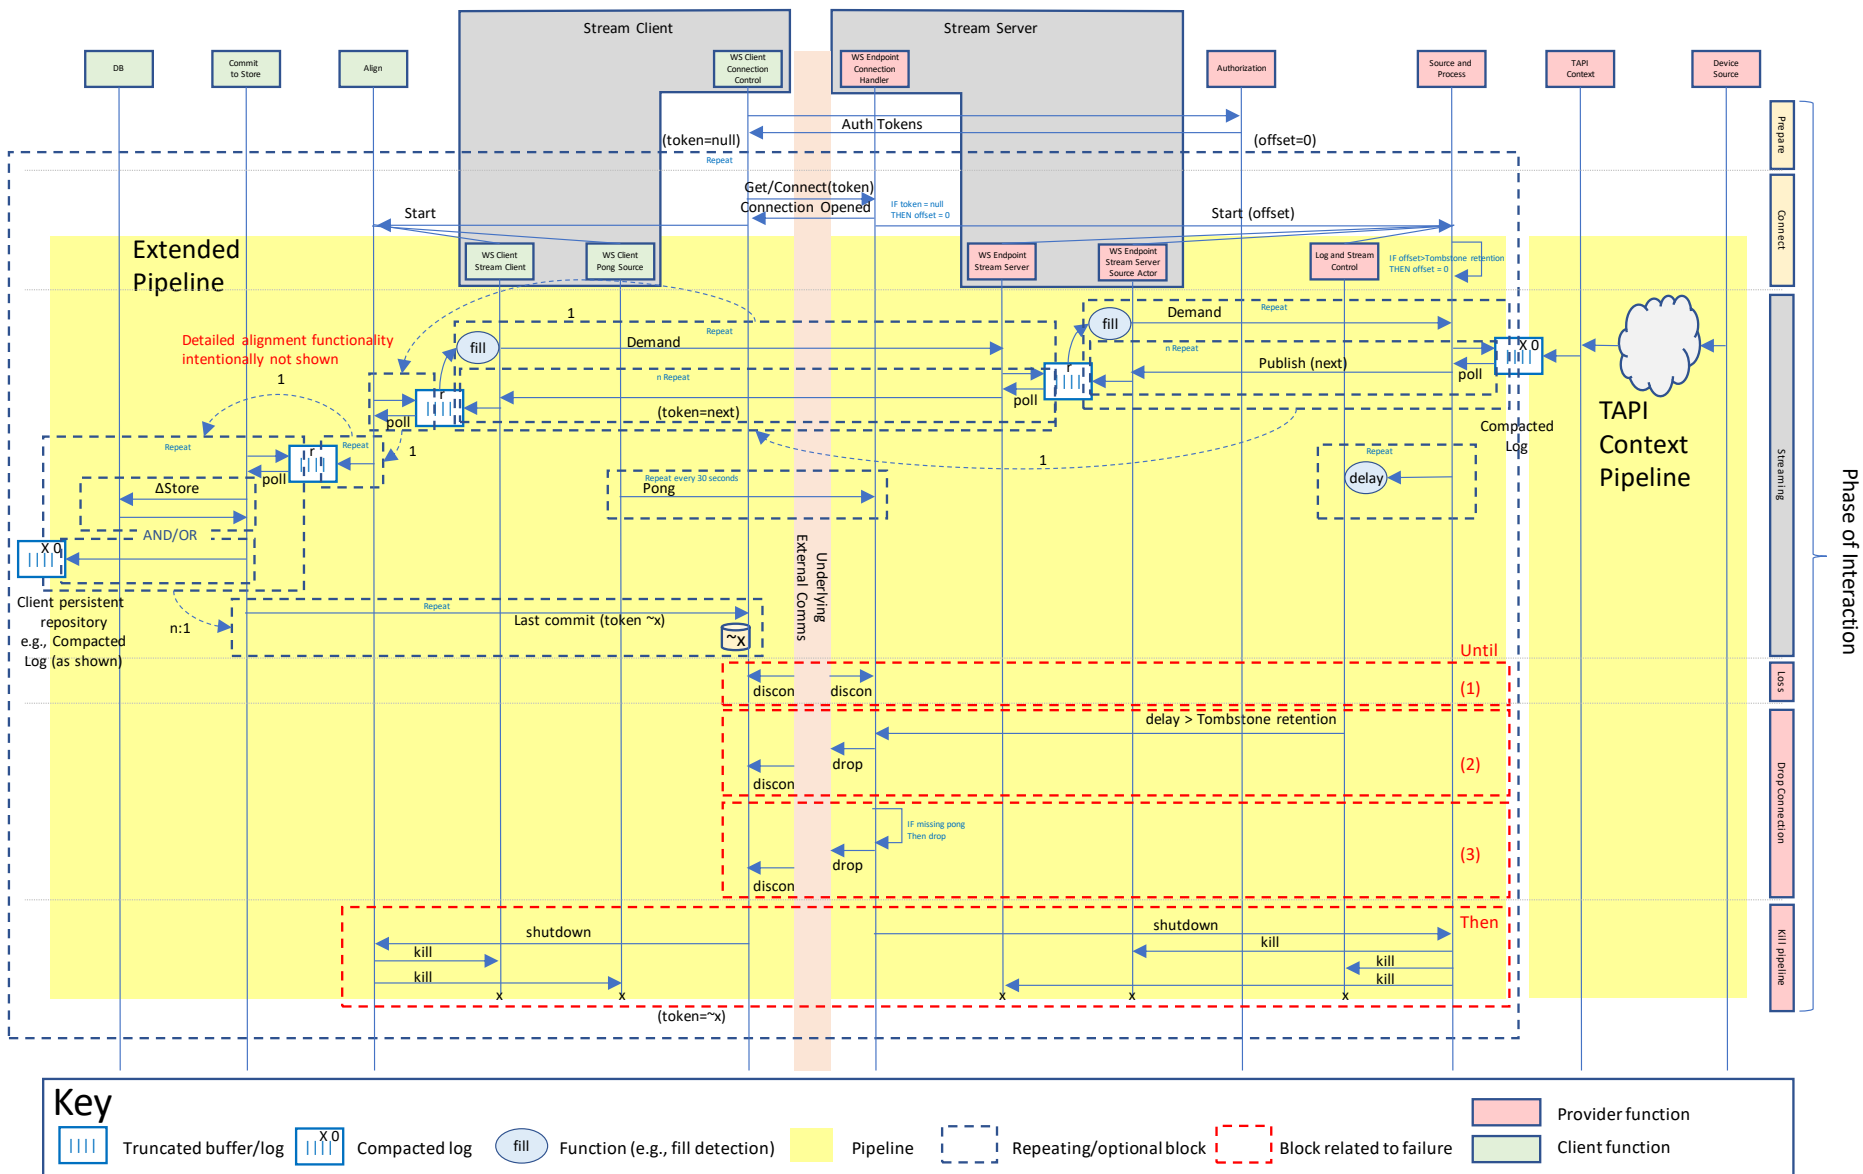 Stream Client
Stream Server
DB
Commit
to Store
Align
WS Client
Connection
Control
WS Endpoint
Connection
Handler
Authorization
Source and
Process
TAPI
Context
Device
Source
Prepare
Auth Tokens
(token=null)
(offset=0)
Repeat
Connect
Get/Connect(token)
Connection Opened
IF token = null
THEN offset = 0
Start
Start (offset)
Extended
Pipeline
WS Client
Stream Client
WS Client
Pong Source
WS Endpoint
Stream Server
WS Endpoint
Stream Server
Source Actor
Log and Stream
Control
IF offset>Tombstone retention
THEN offset = 0
Streaming
Phase of Interaction
1
Detailed alignment functionality
intentionally not shown
fill
Demand
Repeat
fill
Demand
Repeat
n Repeat
Publish (next)
poll
X 0
r
n Repeat
(token=next)
poll
r
poll
1
1
1
Compacted
Log
TAPI
Context
Pipeline
Repeat
Repeat
r
poll
ΔStore
AND/OR
X 0
Repeat every 30 seconds
Pong
Repeat
delay
Underlying
External Comms
Client persistent
repository
e.g., Compacted
Log (as shown)
n:1
Repeat
Last commit (token ~x)
~x
Until
Loss
discon
discon
(1)
Drop Connection
delay > Tombstone retention
drop
discon
(2)
IF missing pong
Then drop
drop
discon
(3)
Kill pipeline
Then
shutdown
shutdown
kill
kill
kill
kill
kill
x
x
x
x
x
(token=~x)
Key
Truncated buffer/log
X 0
Compacted log
fill
Function (e.g., fill detection)
Pipeline
Repeating/optional block
Block related to failure
Provider function
Client function